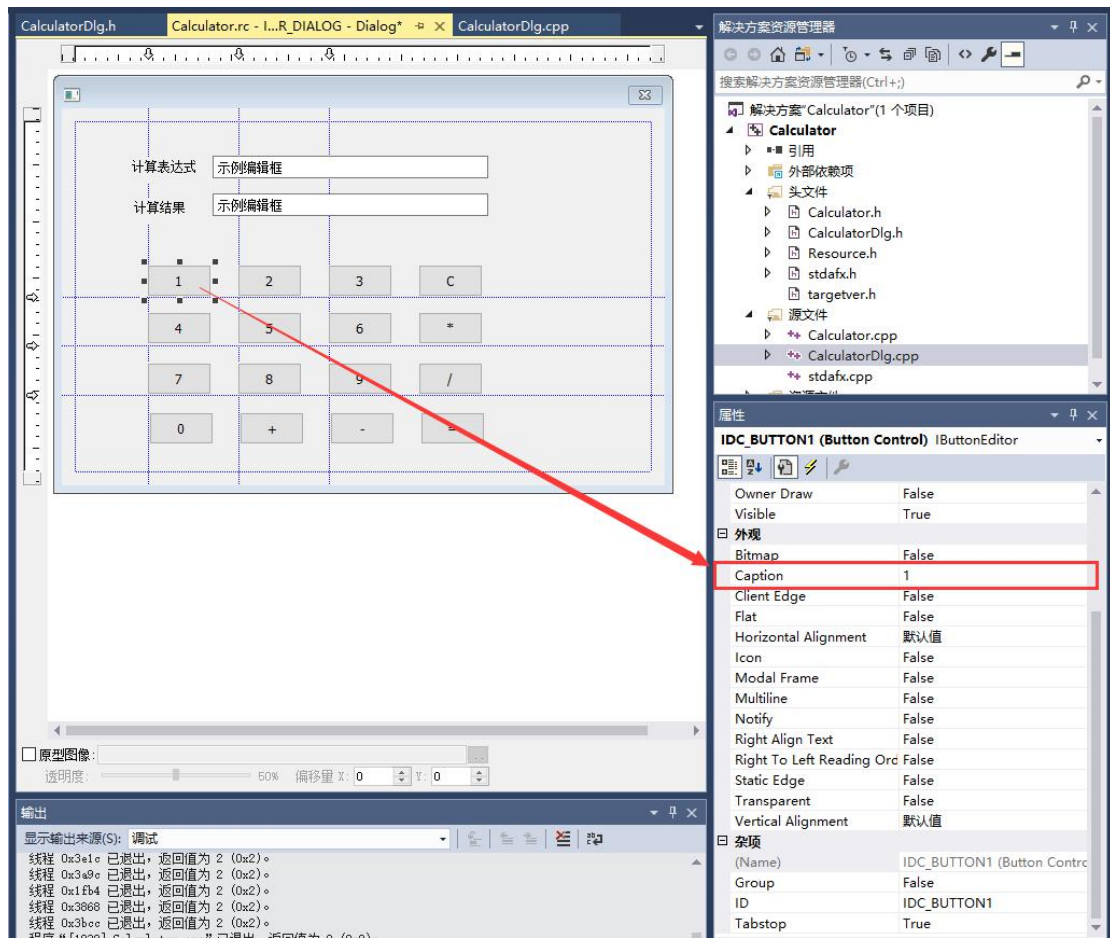 CalculatorDlg.h
Calculator.rc - I...R_DIALOG - Dialog*
CalculatorDlg.cpp
计算表达式 示例编辑框
计算结果 示例编辑框
1 2 3 C
4 5 6 *
7 8 9 /
0 + - =
原型图像:
透明度: 50% 偏移量 X: 0 Y: 0
输出
显示输出来源(S): 调试
线程 0x3e1c 已退出，返回值为 2 (0x2)。
线程 0x3a9c 已退出，返回值为 2 (0x2)。
线程 0x1fb4 已退出，返回值为 2 (0x2)。
线程 0x3868 已退出，返回值为 2 (0x2)。
线程 0x3bcc 已退出，返回值为 2 (0x2)。
解决方案资源管理器
搜索解决方案资源管理器(Ctrl+;)
解决方案"Calculator"(1 个项目)
Calculator
引用
外部依赖项
头文件
Calculator.h
CalculatorDlg.h
Resource.h
stdafx.h
targetver.h
源文件
Calculator.cpp
CalculatorDlg.cpp
stdafx.cpp
属性
IDC_BUTTON1 (Button Control) IButtonEditor
Owner Draw False
Visible True
外观
Bitmap False
Caption 1
Client Edge False
Flat False
Horizontal Alignment 默认值
Icon False
Modal Frame False
Multiline False
Notify False
Right Align Text False
Right To Left Reading Ord False
Static Edge False
Transparent False
Vertical Alignment 默认值
杂项
(Name) IDC_BUTTON1 (Button Contro
Group False
ID IDC_BUTTON1
Tabstop True